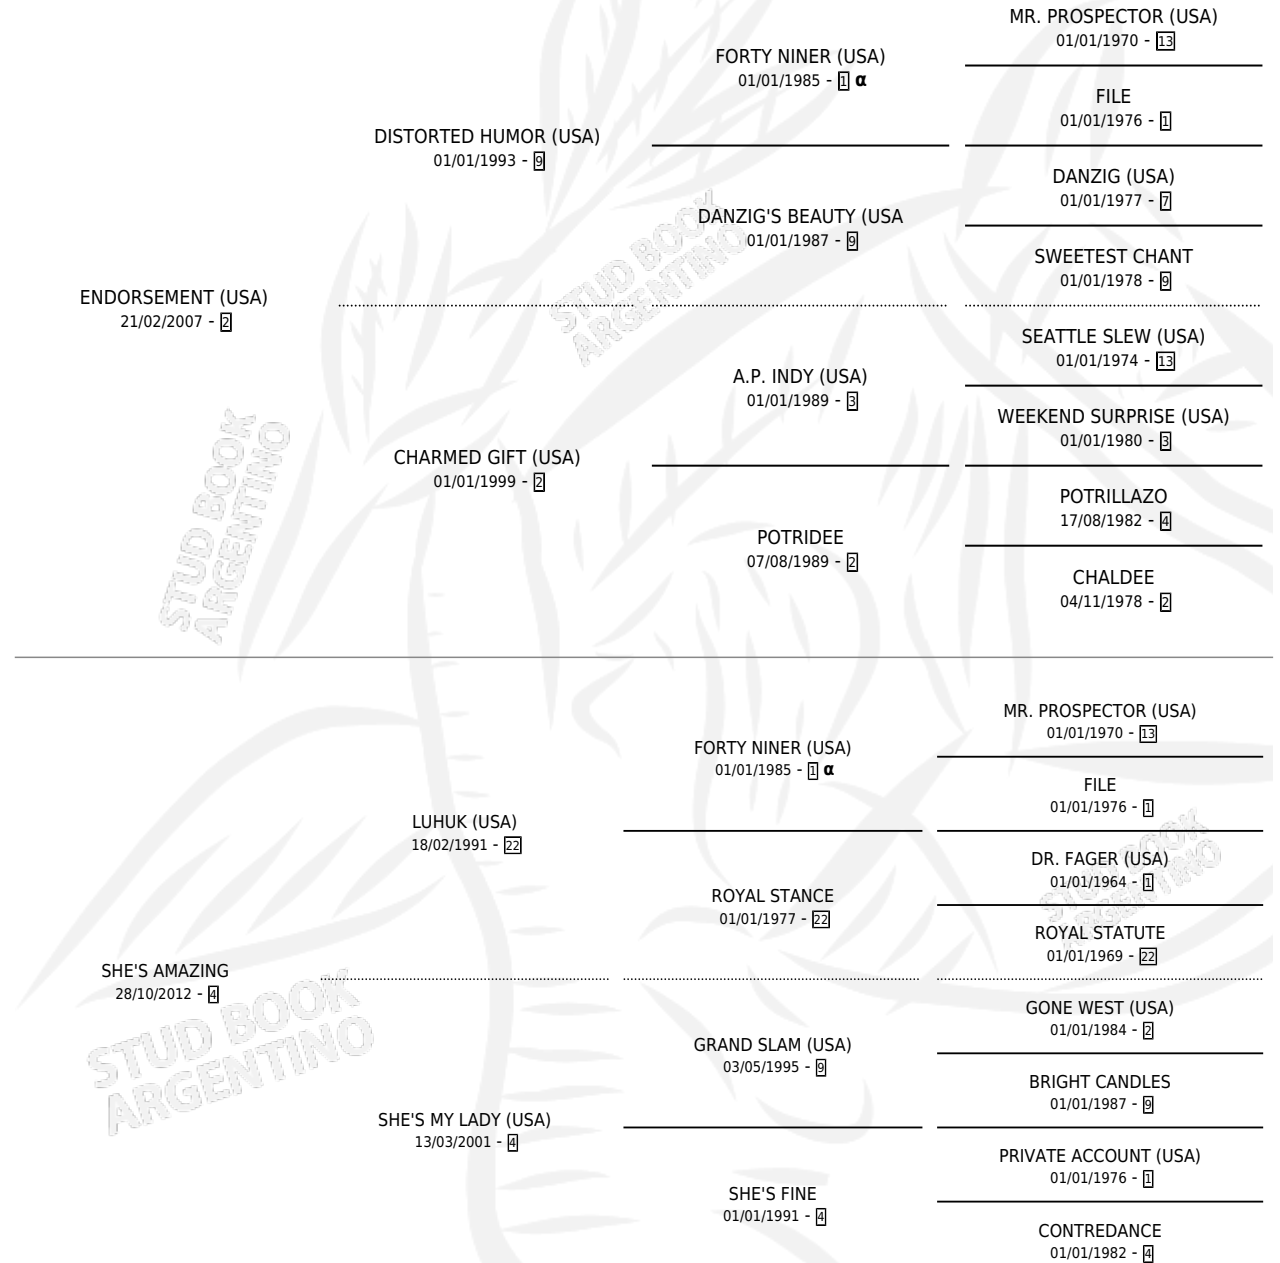 MR. PROSPECTOR (USA)
01/01/1970 - 13
FORTY NINER (USA)
01/01/1985 - 1 α
FILE
01/01/1976 - 1
DISTORTED HUMOR (USA)
01/01/1993 - 9
DANZIG (USA)
01/01/1977 - 7
DANZIG'S BEAUTY (USA
01/01/1987 - 9
SWEETEST CHANT
01/01/1978 - 9
ENDORSEMENT (USA)
21/02/2007 - 2
SEATTLE SLEW (USA)
01/01/1974 - 13
A.P. INDY (USA)
01/01/1989 - 3
WEEKEND SURPRISE (USA)
01/01/1980 - 3
CHARMED GIFT (USA)
01/01/1999 - 2
POTRILLAZO
17/08/1982 - 4
POTRIDEE
07/08/1989 - 2
CHALDEE
04/11/1978 - 2
MR. PROSPECTOR (USA)
01/01/1970 - 13
FORTY NINER (USA)
01/01/1985 - 1 α
FILE
01/01/1976 - 1
LUHUK (USA)
18/02/1991 - 22
DR. FAGER (USA)
01/01/1964 - 1
ROYAL STANCE
01/01/1977 - 22
ROYAL STATUTE
01/01/1969 - 22
SHE'S AMAZING
28/10/2012 - 4
GONE WEST (USA)
01/01/1984 - 2
GRAND SLAM (USA)
03/05/1995 - 9
BRIGHT CANDLES
01/01/1987 - 9
SHE'S MY LADY (USA)
13/03/2001 - 4
PRIVATE ACCOUNT (USA)
01/01/1976 - 1
SHE'S FINE
01/01/1991 - 4
CONTREDANCE
01/01/1982 - 4
STUD BOOK
ARGENTINO
STUD BOOK
ARGENTINO
STUD BOOK
ARGENTINO
STUD BOOK
ARGENTINO